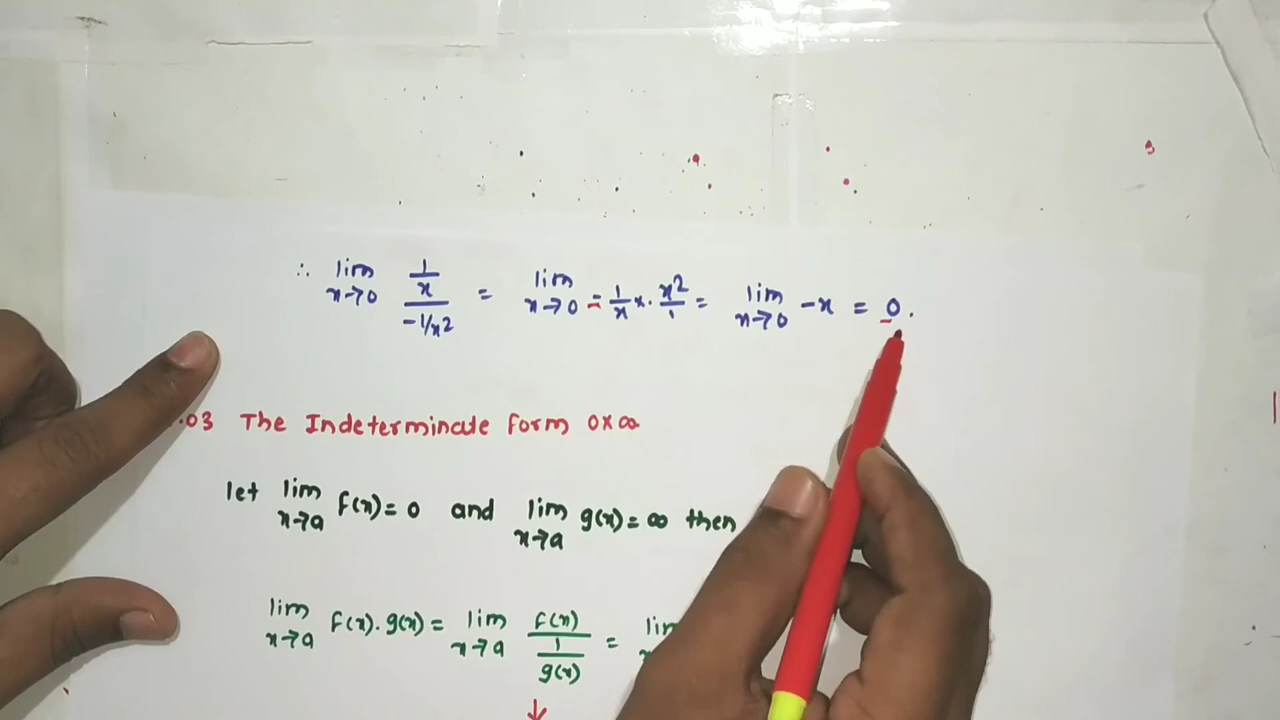 ∴ lim x→0 (1/x)/(-1/x²) = lim x→0 - 1/x × . x²/1 = lim x→0 -x = 0.
.03 The Indeterminate Form 0×∞
let lim x→a f(x)=0 and lim x→a g(x)=∞ then
lim x→a f(x).g(x) = lim x→a f(x)/(1/g(x)) = lim
↓